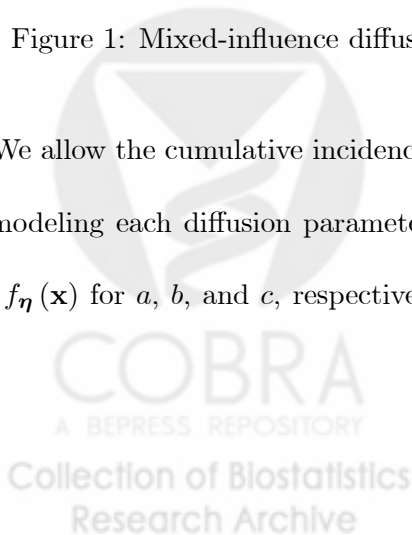 Figure 1: Mixed-influence diffus
We allow the cumulative incidenc
modeling each diffusion paramete
f_η (x) for a, b, and c, respective
COBRA
A BEPRESS REPOSITORY
Collection of Biostatistics
Research Archive